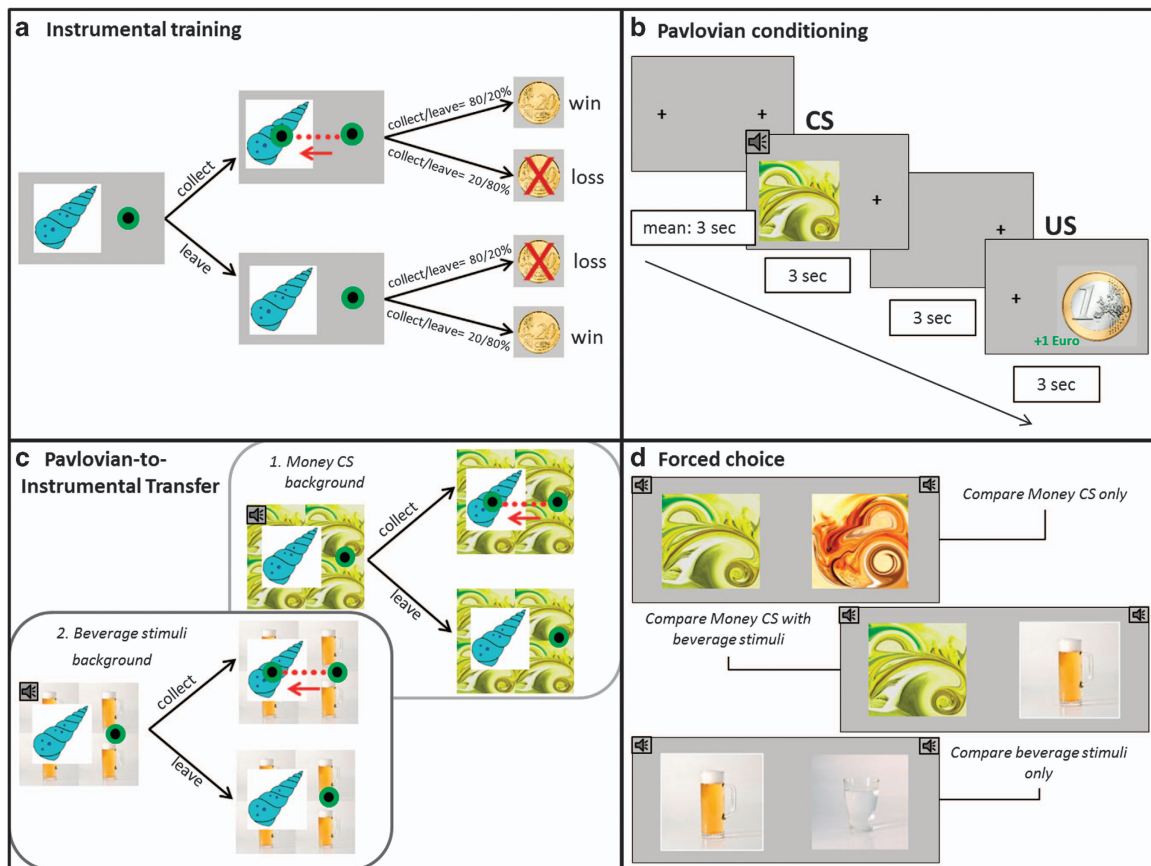 a Instrumental training
collect
leave
collect/leave= 80/20%
win
collect/leave= 20/80%
loss
collect/leave= 80/20%
loss
collect/leave= 20/80%
win
20
20
b Pavlovian conditioning
CS
mean: 3 sec
3 sec
US
3 sec
1
+1 Euro
3 sec
c Pavlovian-to-
Instrumental Transfer
1. Money CS
background
collect
leave
2. Beverage stimuli
background
collect
leave
d Forced choice
Compare Money CS only
Compare Money CS with
beverage stimuli
Compare beverage stimuli
only